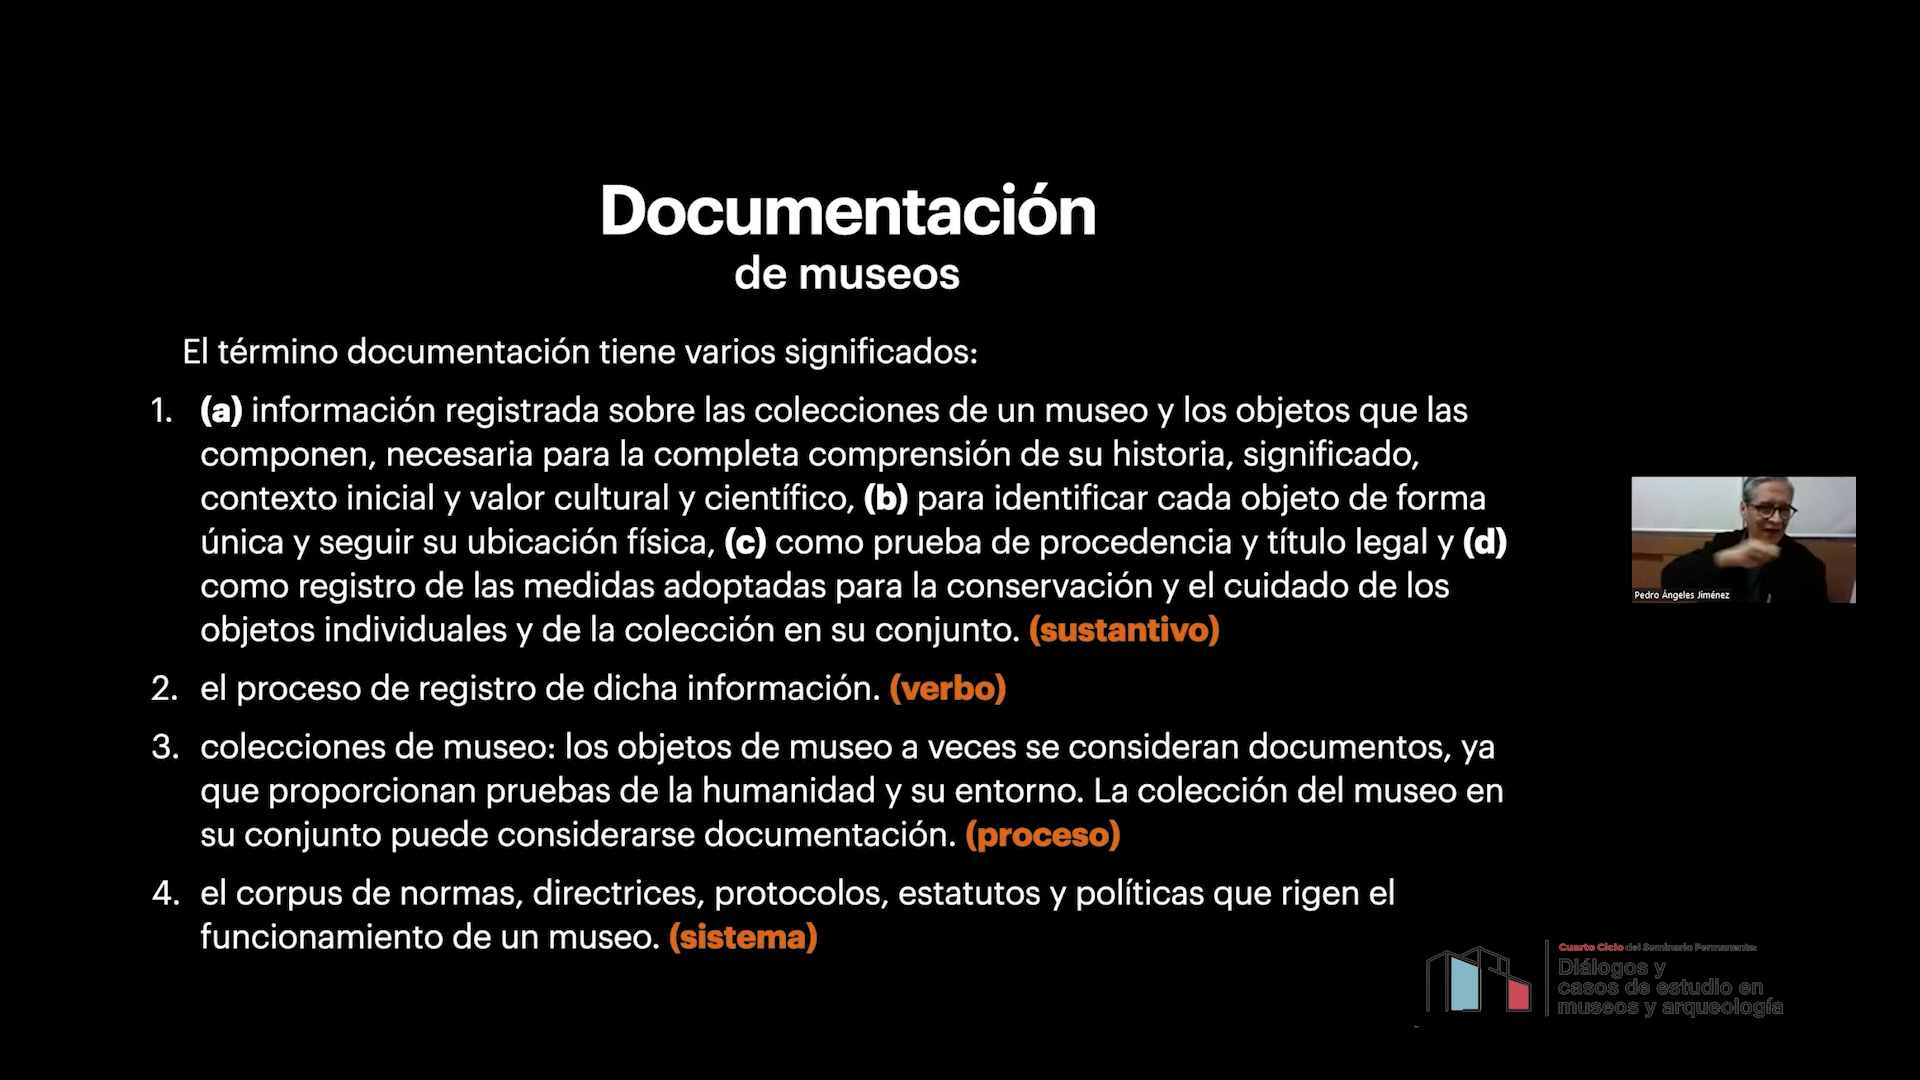 Documentación
de museos
El término documentación tiene varios significados:
1. (a) información registrada sobre las colecciones de un museo y los objetos que las
componen, necesaria para la completa comprensión de su historia, significado,
contexto inicial y valor cultural y científico, (b) para identificar cada objeto de forma
única y seguir su ubicación física, (c) como prueba de procedencia y título legal y (d)
como registro de las medidas adoptadas para la conservación y el cuidado de los
objetos individuales y de la colección en su conjunto. (sustantivo)
2. el proceso de registro de dicha información. (verbo)
3. colecciones de museo: los objetos de museo a veces se consideran documentos, ya
que proporcionan pruebas de la humanidad y su entorno. La colección del museo en
su conjunto puede considerarse documentación. (proceso)
4. el corpus de normas, directrices, protocolos, estatutos y políticas que rigen el
funcionamiento de un museo. (sistema)
Pedro Ángeles Jiménez
Cuarto Ciclo del Seminario Permanente:
Diálogos y
casos de estudio en
museos y arqueología